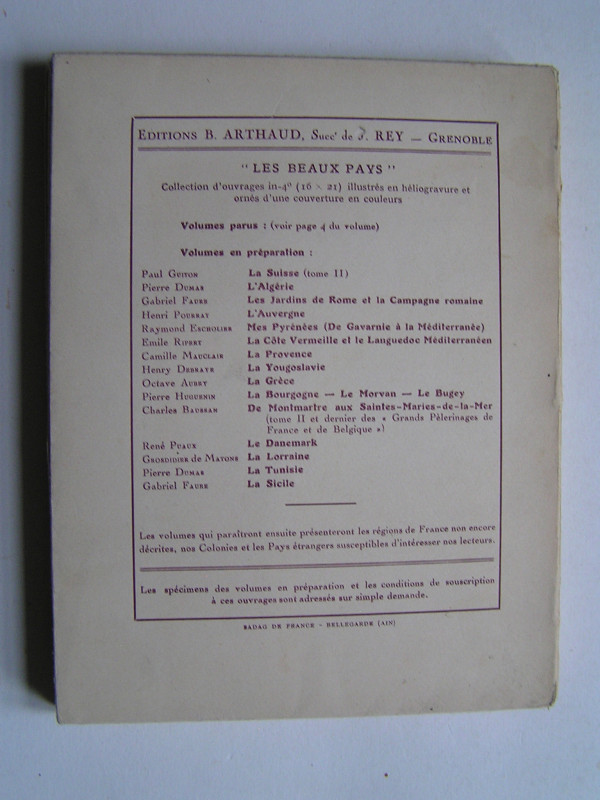 EDITIONS B. ARTHAUD, Succʳ de J. REY — GRENOBLE
“ LES BEAUX PAYS ”
Collection d'ouvrages in-4º (16 × 21) illustrés en héliogravure et
ornés d'une couverture en couleurs
Volumes parus : (voir page 4 du volume)
Volumes en préparation :
Paul GUITON La Suisse (tome II)
Pierre DUMAS L'Algérie
Gabriel FAURE Les Jardins de Rome et la Campagne romaine
Henri POURRAT L'Auvergne
Raymond ESCHOLIER Mes Pyrénées (De Gavarnie à la Méditerranée)
Emile RIPERT La Côte Vermeille et le Languedoc Méditerranéen
Camille MAUCLAIR La Provence
Henry DEBRAYE La Yougoslavie
Octave AUBRY La Grèce
Pierre HUGUENIN La Bourgogne — Le Morvan — Le Bugey
Charles BAUSSAN De Montmartre aux Saintes-Maries-de-la-Mer
(tome II et dernier des « Grands Pèlerinages de
France et de Belgique »)
René PUAUX Le Danemark
GROSDIDIER de MATONS La Lorraine
Pierre DUMAS La Tunisie
Gabriel FAURE La Sicile
Les volumes qui paraîtront ensuite présenteront les régions de France non encore
décrites, nos Colonies et les Pays étrangers susceptibles d'intéresser nos lecteurs.
Les spécimens des volumes en préparation et les conditions de souscription
à ces ouvrages sont adressés sur simple demande.
SADAG DE FRANCE - BELLEGARDE (AIN)